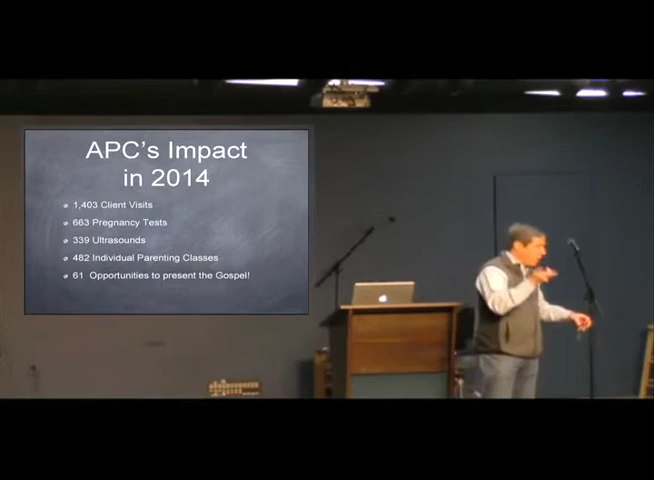 APC's Impact
in 2014
1,403 Client Visits
663 Pregnancy Tests
339 Ultrasounds
482 Individual Parenting Classes
61 Opportunities to present the Gospel!